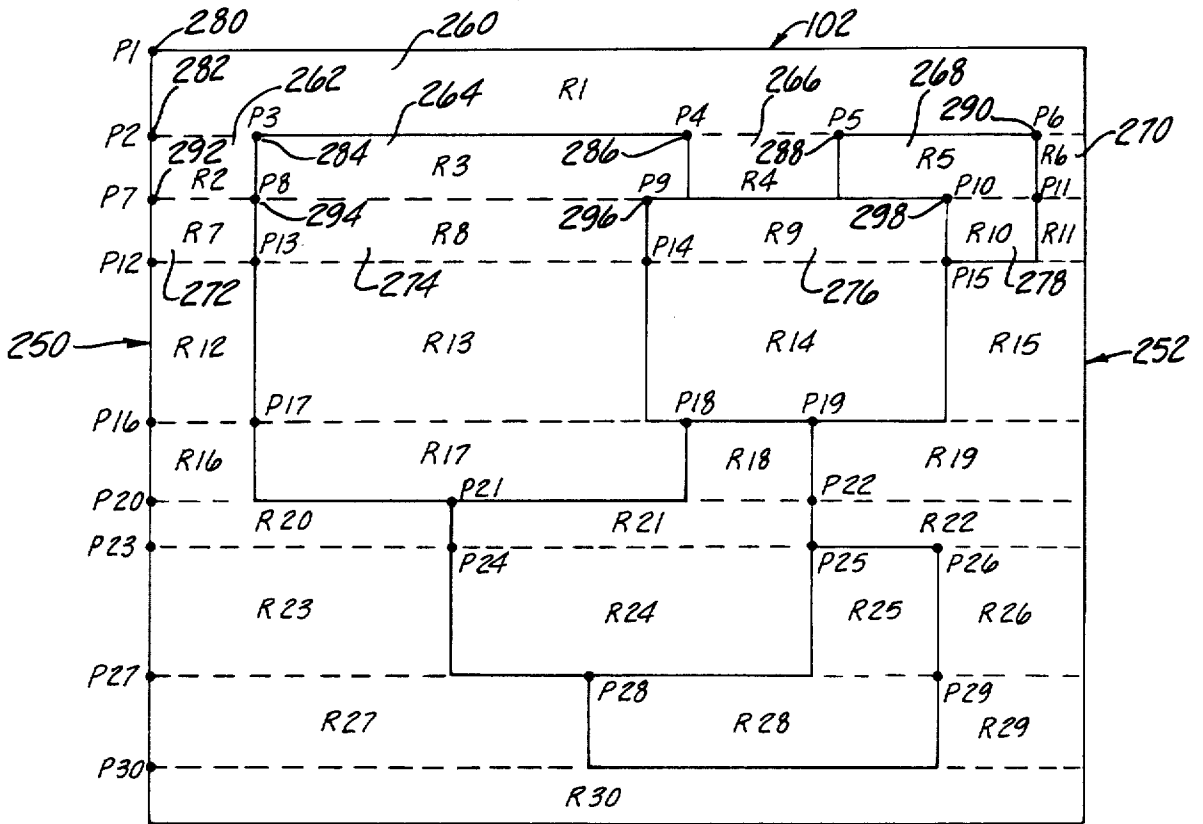 P1 280 260 102
282 262 264 R1 266 268
P2 P3 P4 P5 290 P6
292 284 R3 286 288 R5 R6 270
P7 R2 P8 P9 R4 P10 P11
294 296 298
R7 P13 R8 P14 R9 R10 R11
P12 P15
272 274 276 278
250 R12 R13 R14 R15 252
P16 P17 P18 P19
R16 R17 R18 R19
P20 P21 P22
R20 R21 R22
P23 P24 P25 P26
R23 R24 R25 R26
P27 P28 P29
R27 R28 R29
P30
R30